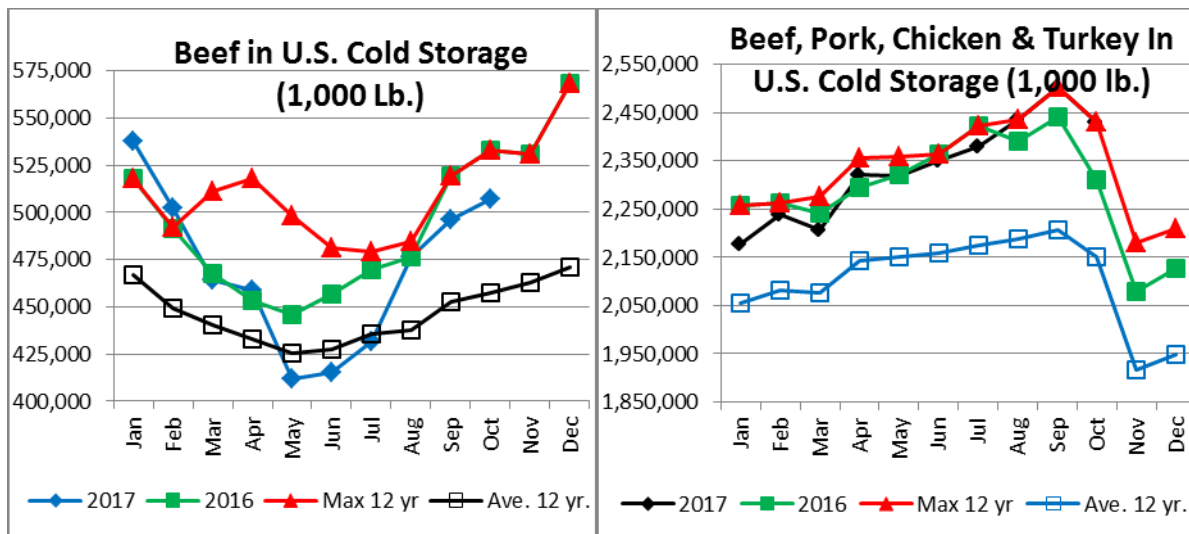 Beef in U.S. Cold Storage
(1,000 Lb.)
575,000
550,000
525,000
500,000
475,000
450,000
425,000
400,000
Jan Feb Mar Apr May Jun Jul Aug Sep Oct Nov Dec
2017 2016 Max 12 yr Ave. 12 yr.
Beef, Pork, Chicken & Turkey In
U.S. Cold Storage (1,000 lb.)
2,550,000
2,450,000
2,350,000
2,250,000
2,150,000
2,050,000
1,950,000
1,850,000
Jan Feb Mar Apr May Jun Jul Aug Sep Oct Nov Dec
2017 2016 Max 12 yr Ave. 12 yr.